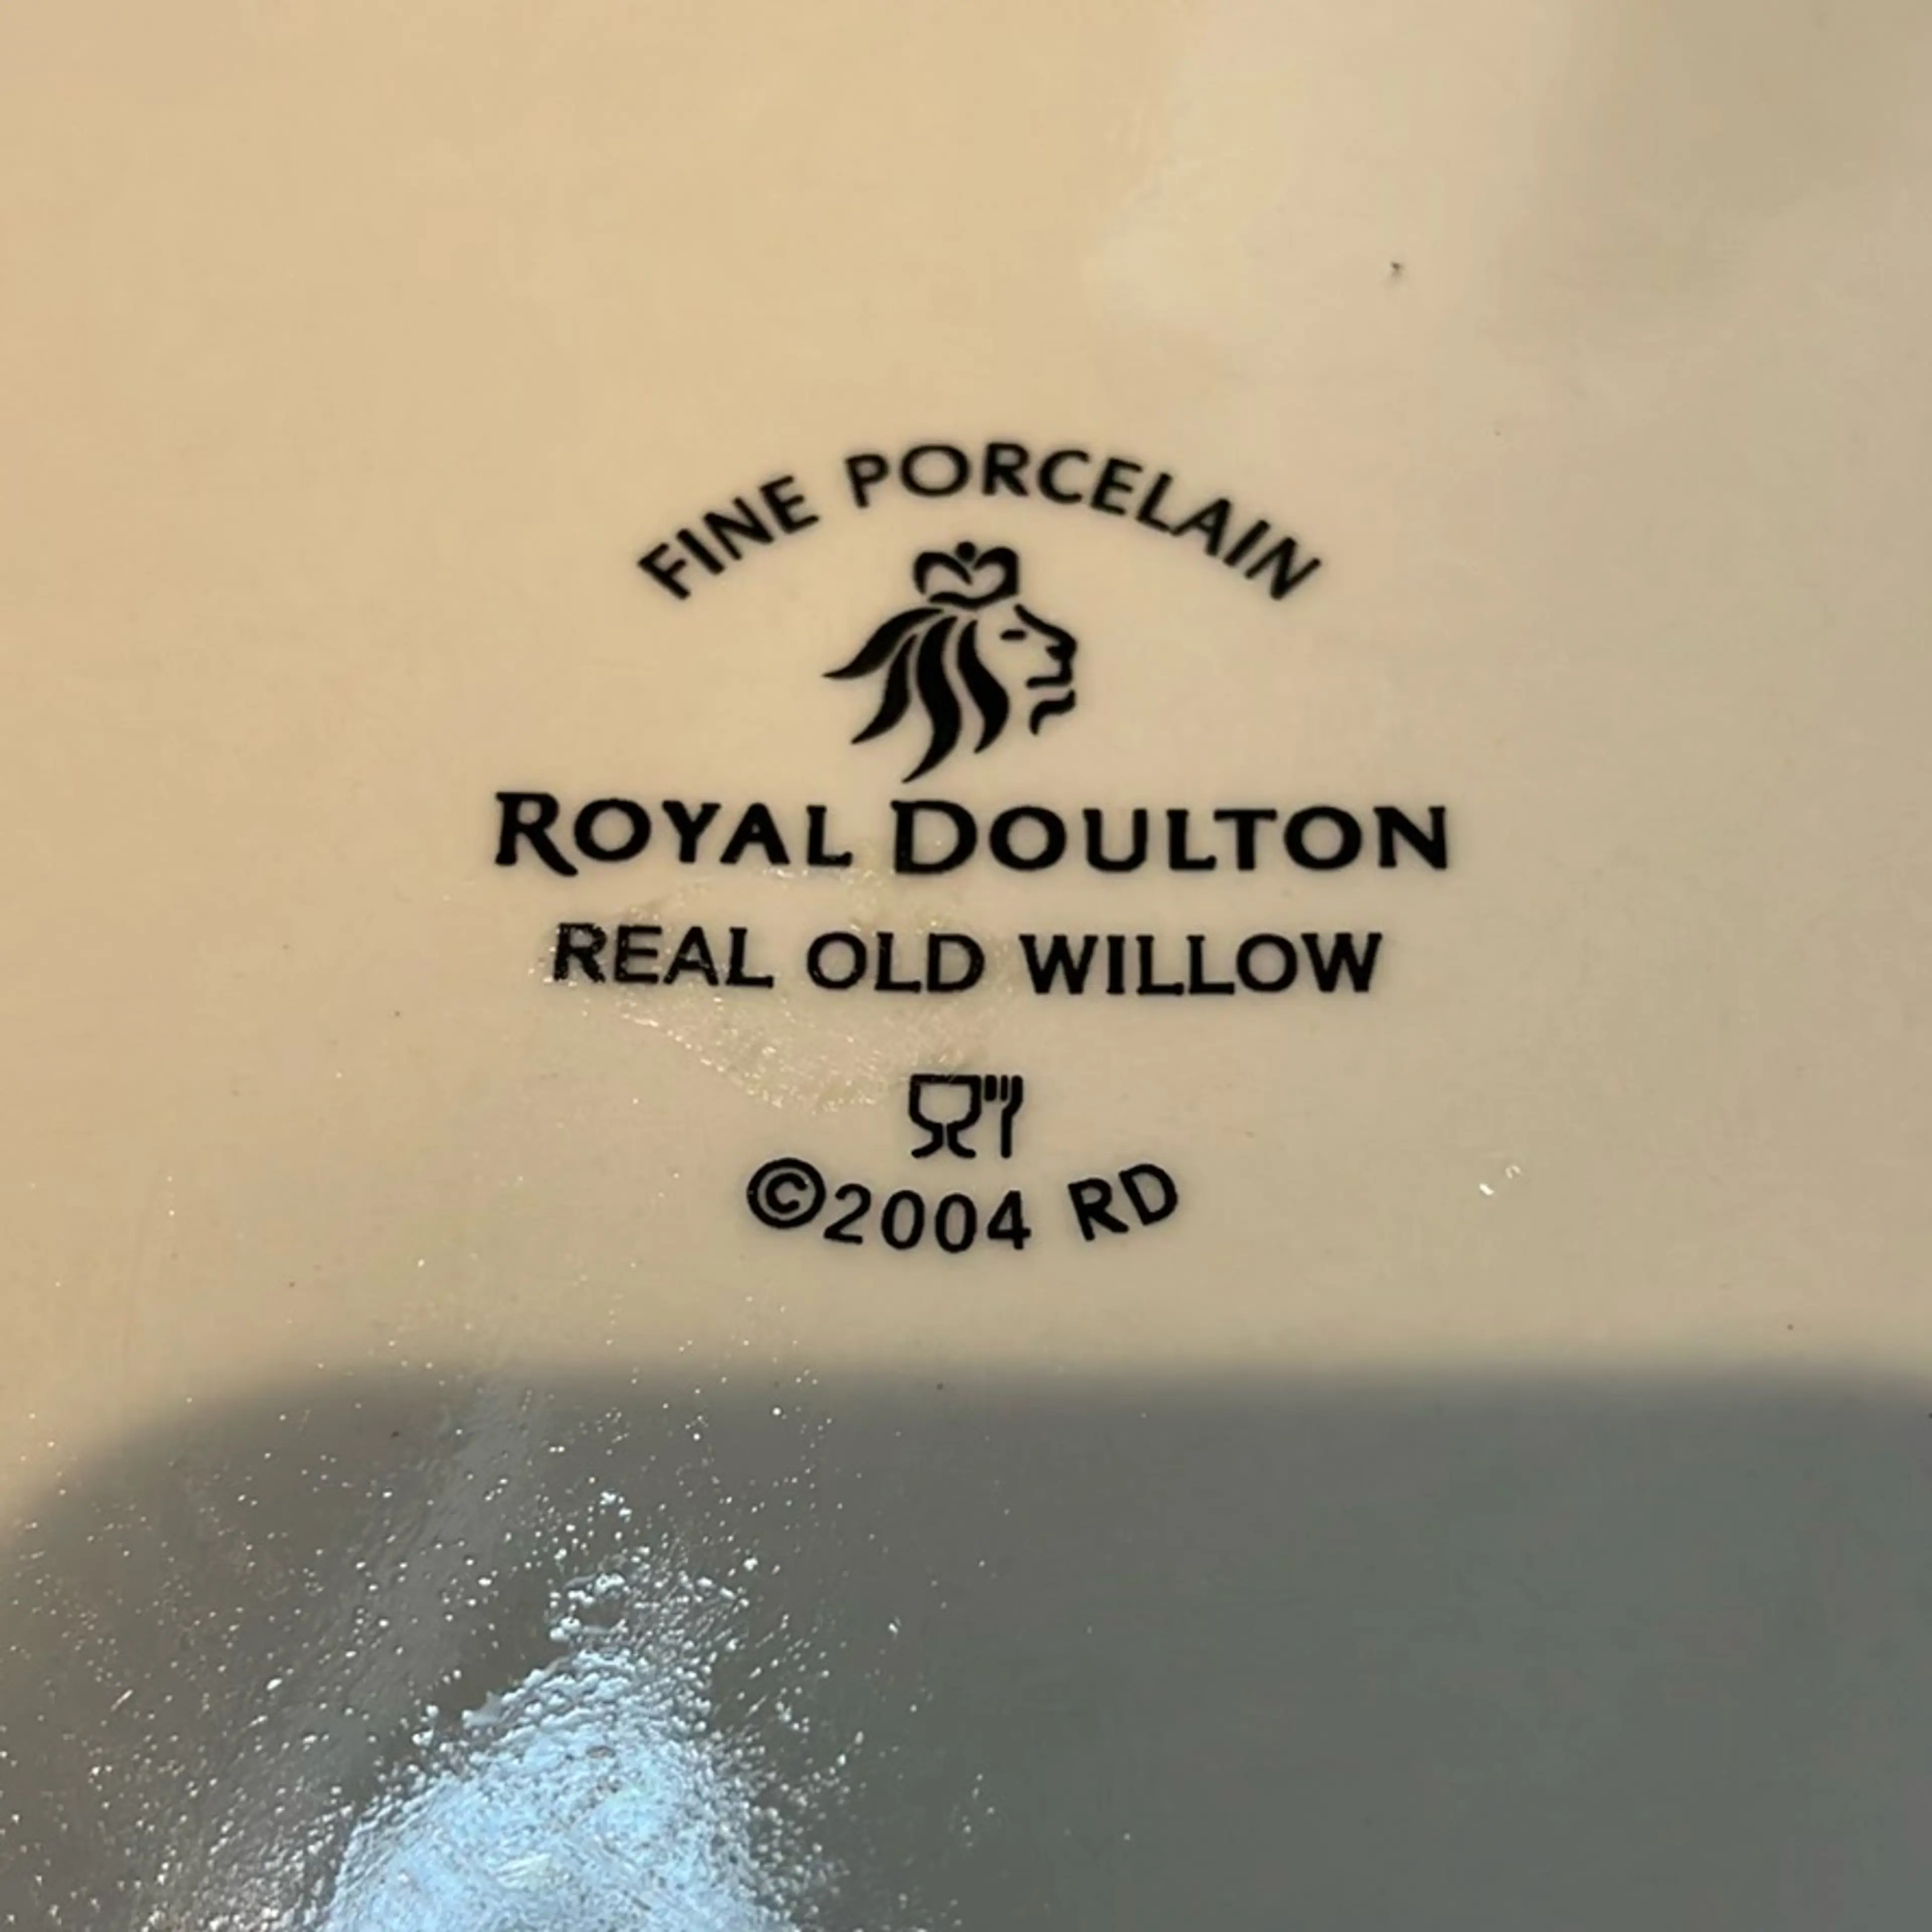 FINE PORCELAIN
ROYAL DOULTON
REAL OLD WILLOW
©2004 RD